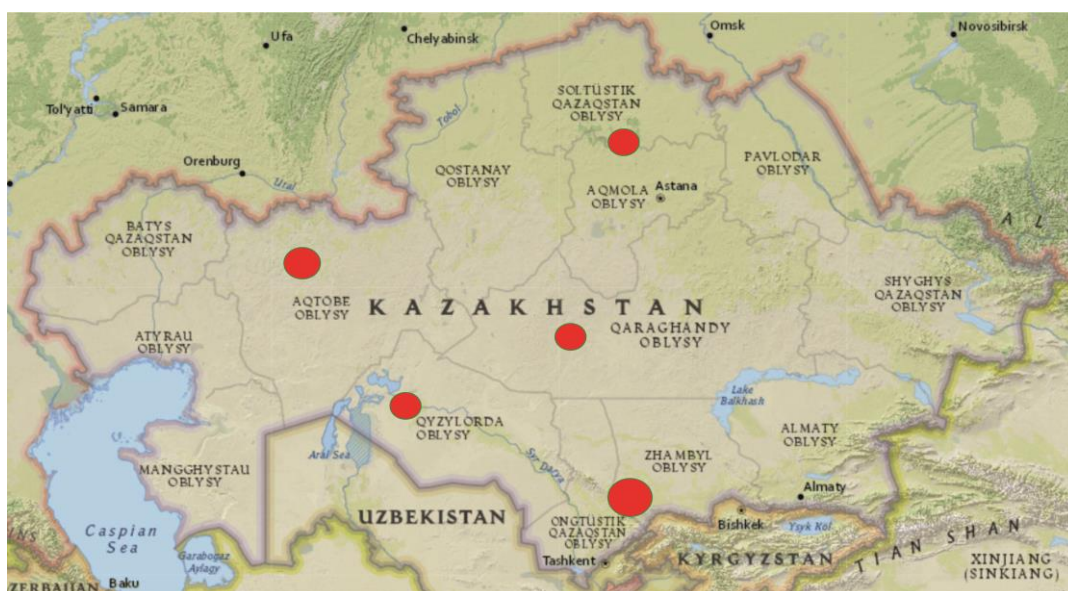 Omsk
Novosibirsk
Ufa
Chelyabinsk
Tol'yatti
Samara
SOLTÜSTIK
QAZAQSTAN
OBLYSY
Tobol
Orenburg
Ural
QOSTANAY
OBLYSY
PAVLODAR
OBLYSY
AQMOLA
OBLYSY
Astana
A L
BATYS
QAZAQSTAN
OBLYSY
AQTÖBE
OBLYSY
KAZAKHSTAN
SHYGHYS
QAZAQSTAN
OBLYSY
ATYRAU
OBLYSY
QARAGHANDY
OBLYSY
Lake
Balkhash
QYZYLORDA
OBLYSY
ALMATY
OBLYSY
Aral Sea
Syr Darya
ZHAMBYL
OBLYSY
MANGGHYSTAU
OBLYSY
Almaty
UZBEKISTAN
ONGTÜSTIK
QAZAQSTAN
OBLYSY
Bishkek
Ysyk Köl
Caspian
Sea
Garabogaz
Aylagy
Tashkent
KYRGYZSTAN
TIAN SHAN
XINJIANG
(SINKIANG)
INS
ZERBAIJAN
Baku